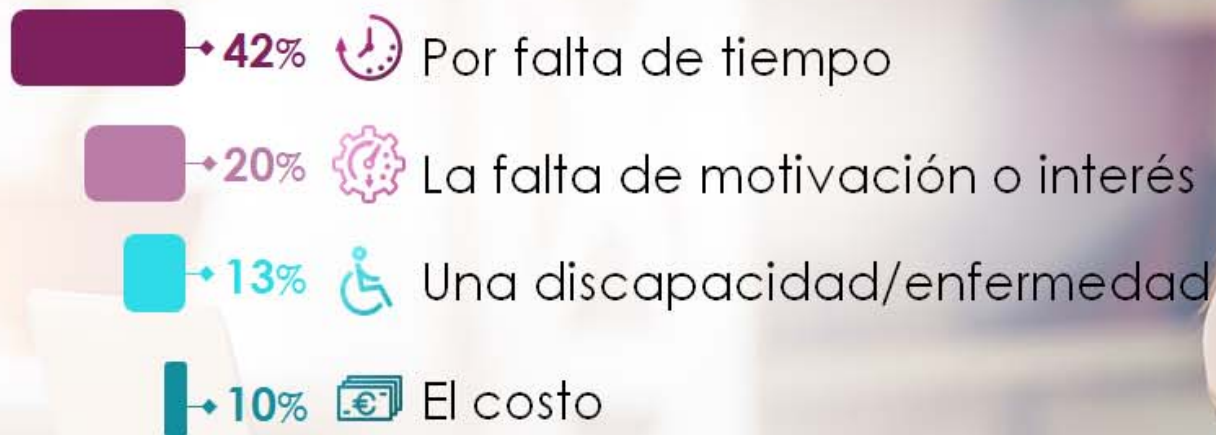 42% Por falta de tiempo
20% La falta de motivación o interés
13% Una discapacidad/enfermedad
10% El costo